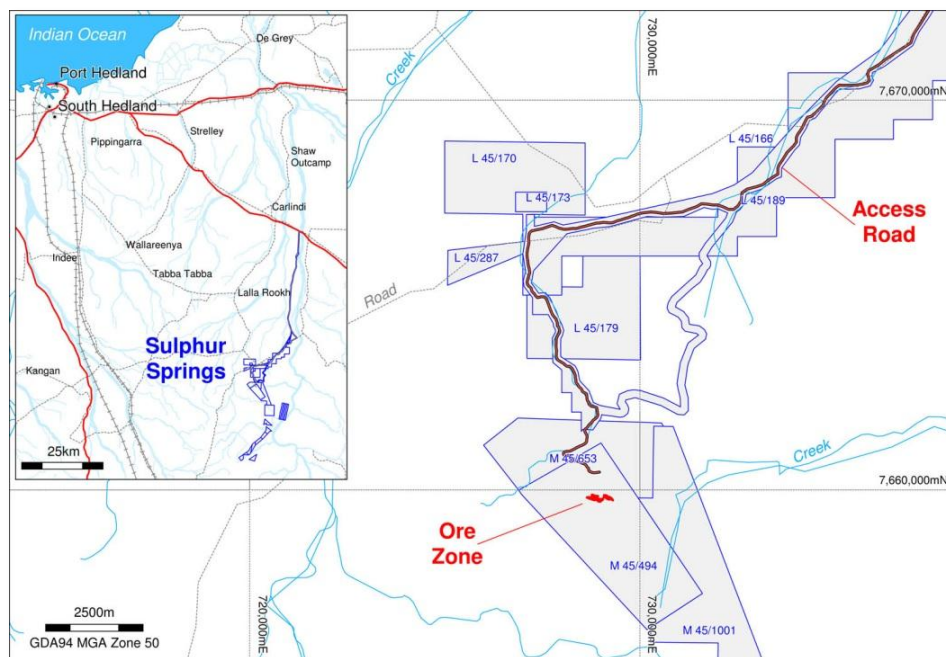 Indian Ocean
De Grey
Port Hedland
South Hedland
Strelley
Pippingarra
Shaw
Outcamp
Carlindi
Wallareenya
Indee
Tabba Tabba
Lalla Rookh
Sulphur
Springs
Kangan
25km
Creek
730,000mE
7,670,000mN
L 45/166
L 45/170
L 45/173
L 45/189
Access
Road
L 45/287
Road
L 45/179
M 45/653
Creek
7,660,000mN
Ore
Zone
M 45/494
2500m
GDA94 MGA Zone 50
720,000mE
730,000mE
M 45/1001